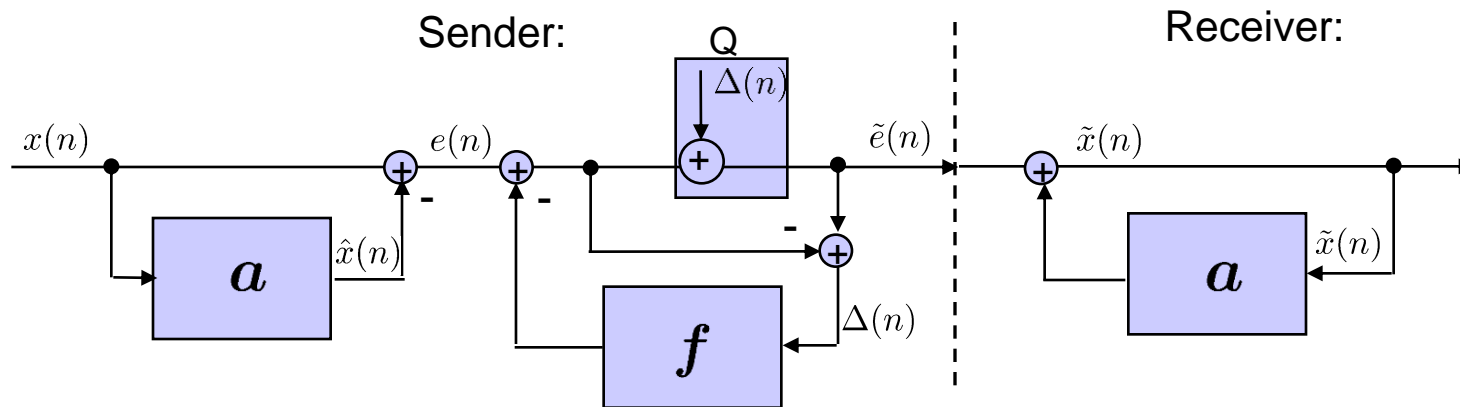 Sender:
Receiver:
Q
Δ(n)
x(n)
+
-
e(n)
+
-
+
ẽ(n)
+
x̃(n)
-
+
a
x̂(n)
f
Δ(n)
a
x̃(n)